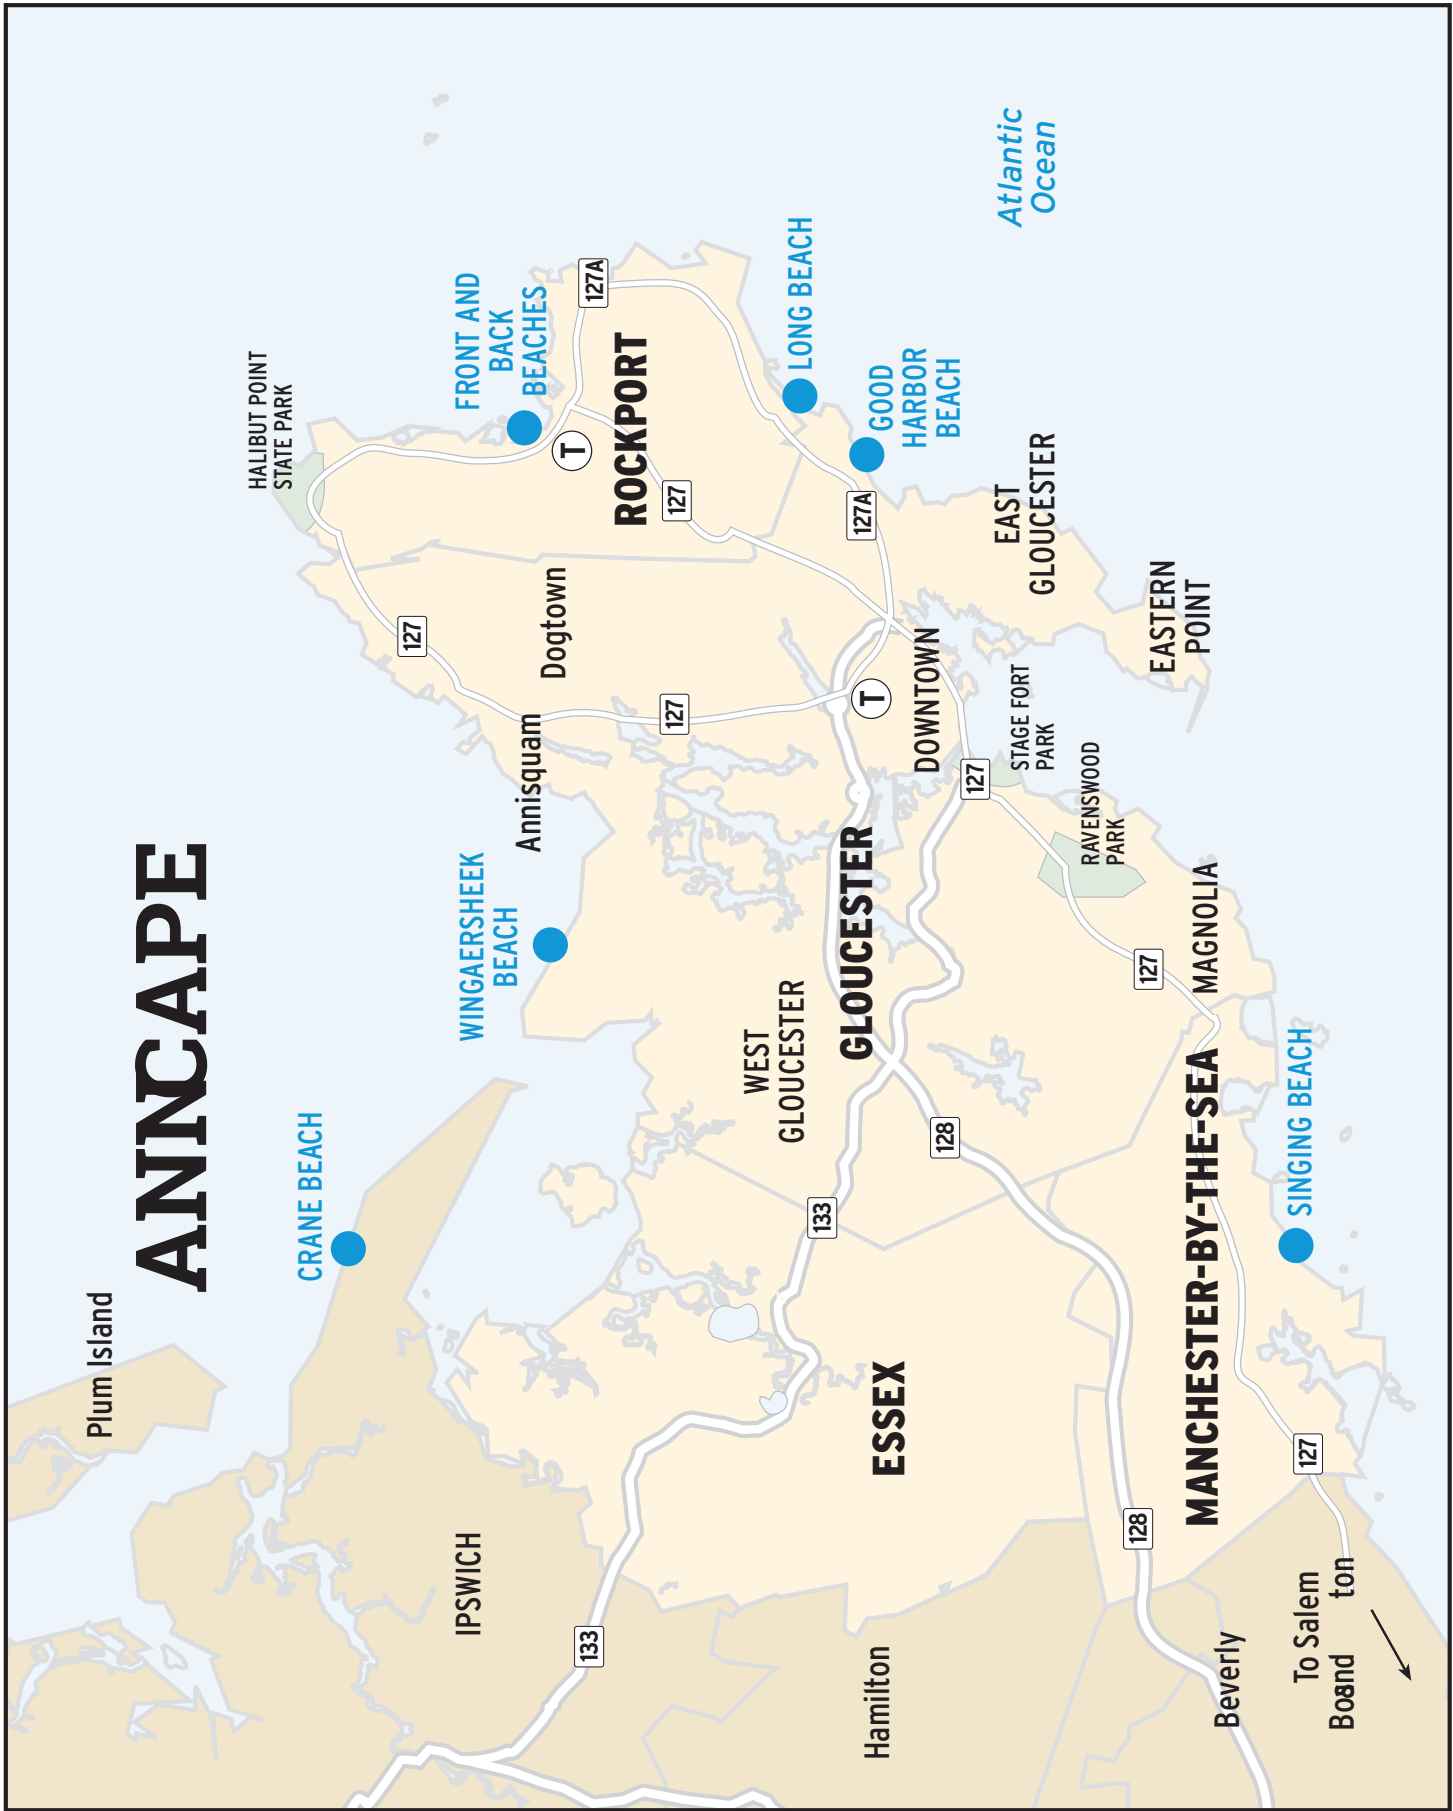 Plum Island
ANNCAPE
HALIBUT POINT
STATE PARK
CRANE BEACH
127
FRONT AND
BACK
BEACHES
WINGAERSHEEK
BEACH
IPSWICH
Annisquam
Dogtown
T
127A
133
ROCKPORT
127
127
WEST
GLOUCESTER
LONG BEACH
133
GLOUCESTER
127A
T
GOOD
HARBOR
BEACH
Hamilton
ESSEX
DOWNTOWN
128
127
Atlantic
Ocean
EAST
GLOUCESTER
STAGE FORT
PARK
RAVENSWOOD
PARK
128
127
EASTERN
POINT
MANCHESTER-BY-THE-SEA
MAGNOLIA
Beverly
SINGING BEACH
127
To Salem